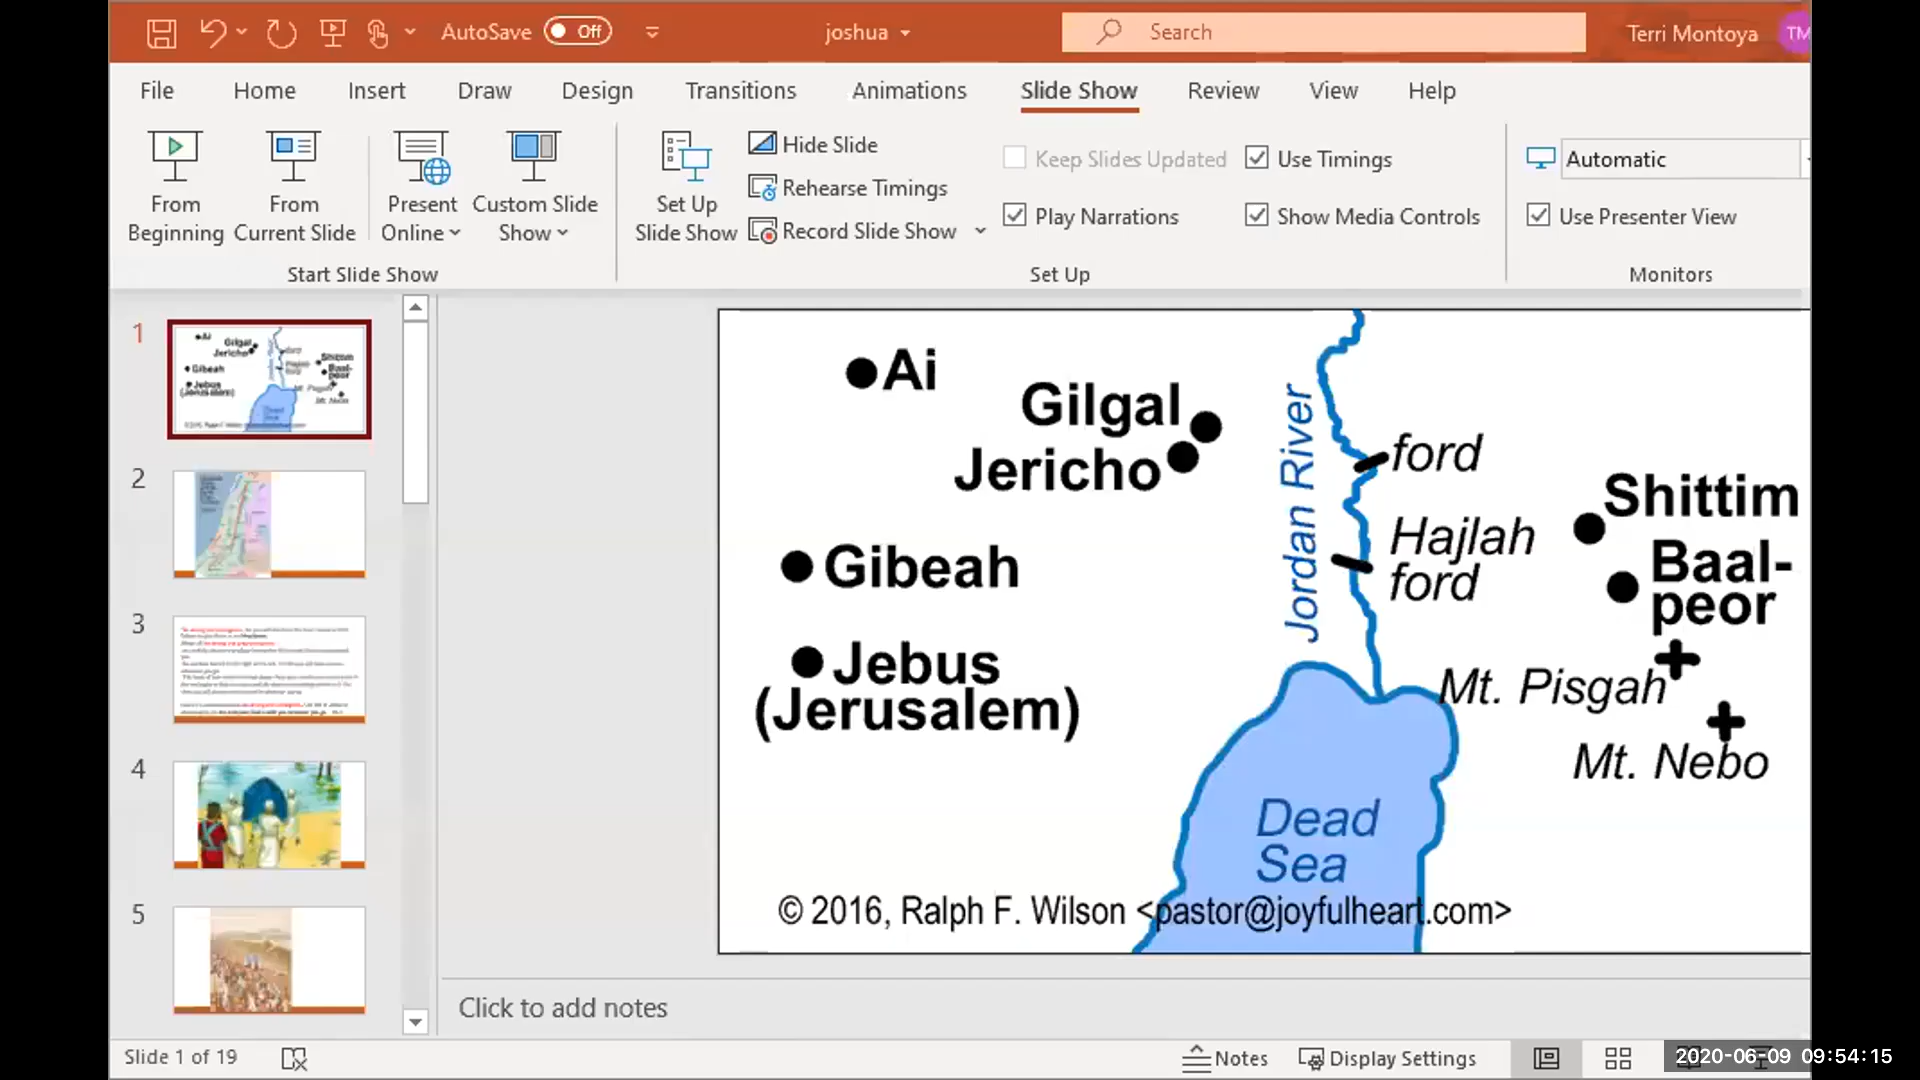 AutoSave Off joshua Search Terri Montoya TM
File Home Insert Draw Design Transitions Animations Slide Show Review View Help
From Beginning
From Current Slide
Present Online
Custom Slide Show
Start Slide Show
Set Up Slide Show
Hide Slide
Rehearse Timings
Record Slide Show
Keep Slides Updated
Play Narrations
Use Timings
Show Media Controls
Set Up
Automatic
Use Presenter View
Monitors
1
2
3
4
5
Ai
Gilgal
Jericho
Gibeah
Jebus
(Jerusalem)
Jordan River
ford
Hajlah
ford
Shittim
Baal-
peor
Mt. Pisgah
Mt. Nebo
Dead
Sea
© 2016, Ralph F. Wilson <pastor@joyfulheart.com>
Click to add notes
Slide 1 of 19 Notes Display Settings
2020-06-09 09:54:15